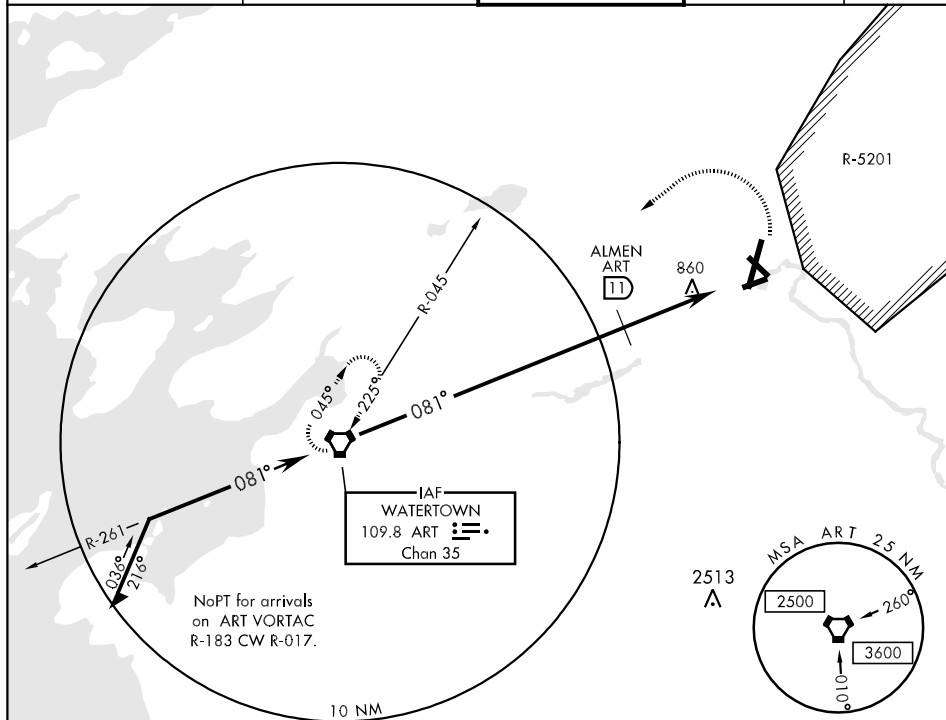 R-5201
ALMEN
ART
11
860
R-045
045°
225°
081°
081°
R-261
036°
216°
IAF
WATERTOWN
109.8 ART
Chan 35
NoPT for arrivals
on ART VORTAC
R-183 CW R-017.
10 NM
2513
MSA ART 25 NM
2500
260°
3600
010°